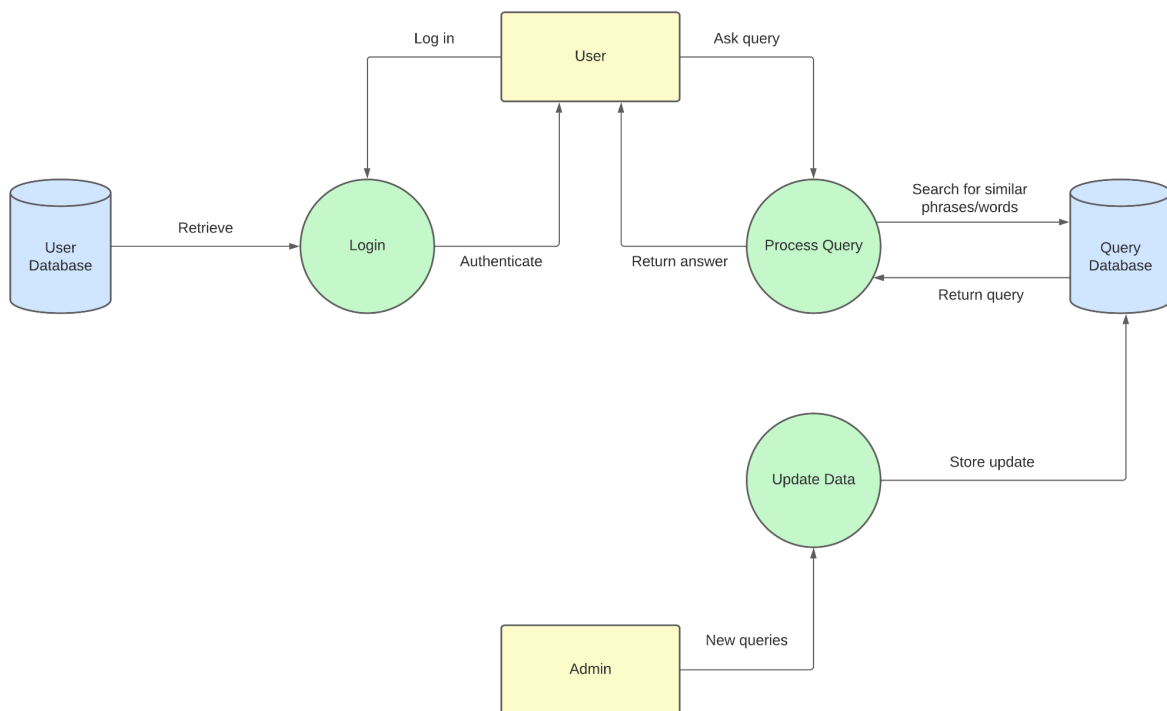 Log in
User
Ask query
User
Database
Retrieve
Login
Authenticate
Return answer
Process Query
Search for similar
phrases/words
Return query
Query
Database
Update Data
Store update
Admin
New queries